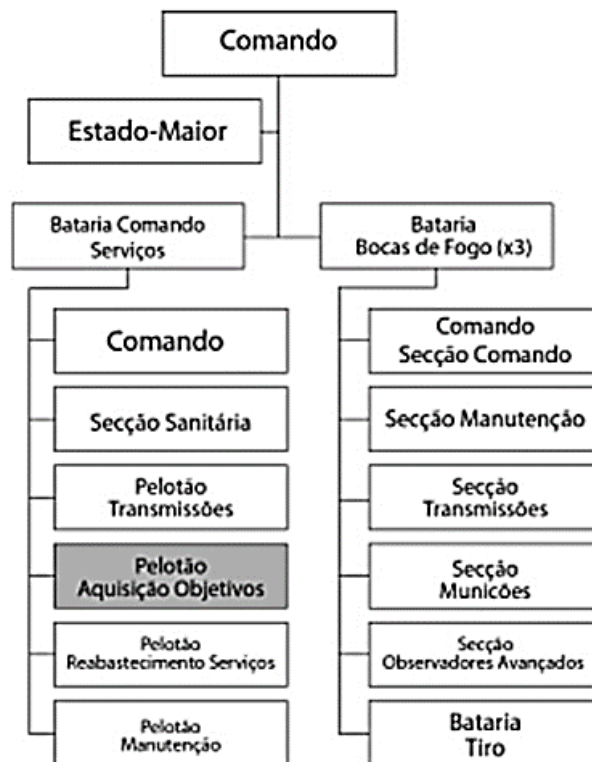 Comando
Estado-Maior
Bataria Comando
Serviços
Bataria
Bocas de Fogo (x3)
Comando
Secção Sanitária
Pelotão
Transmissões
Pelotão
Aquisição Objetivos
Pelotão
Reabastecimento Serviços
Pelotão
Manutenção
Comando
Secção Comando
Secção Manutenção
Secção
Transmissões
Secção
Municões
Secção
Observadores Avançados
Bataria
Tiro